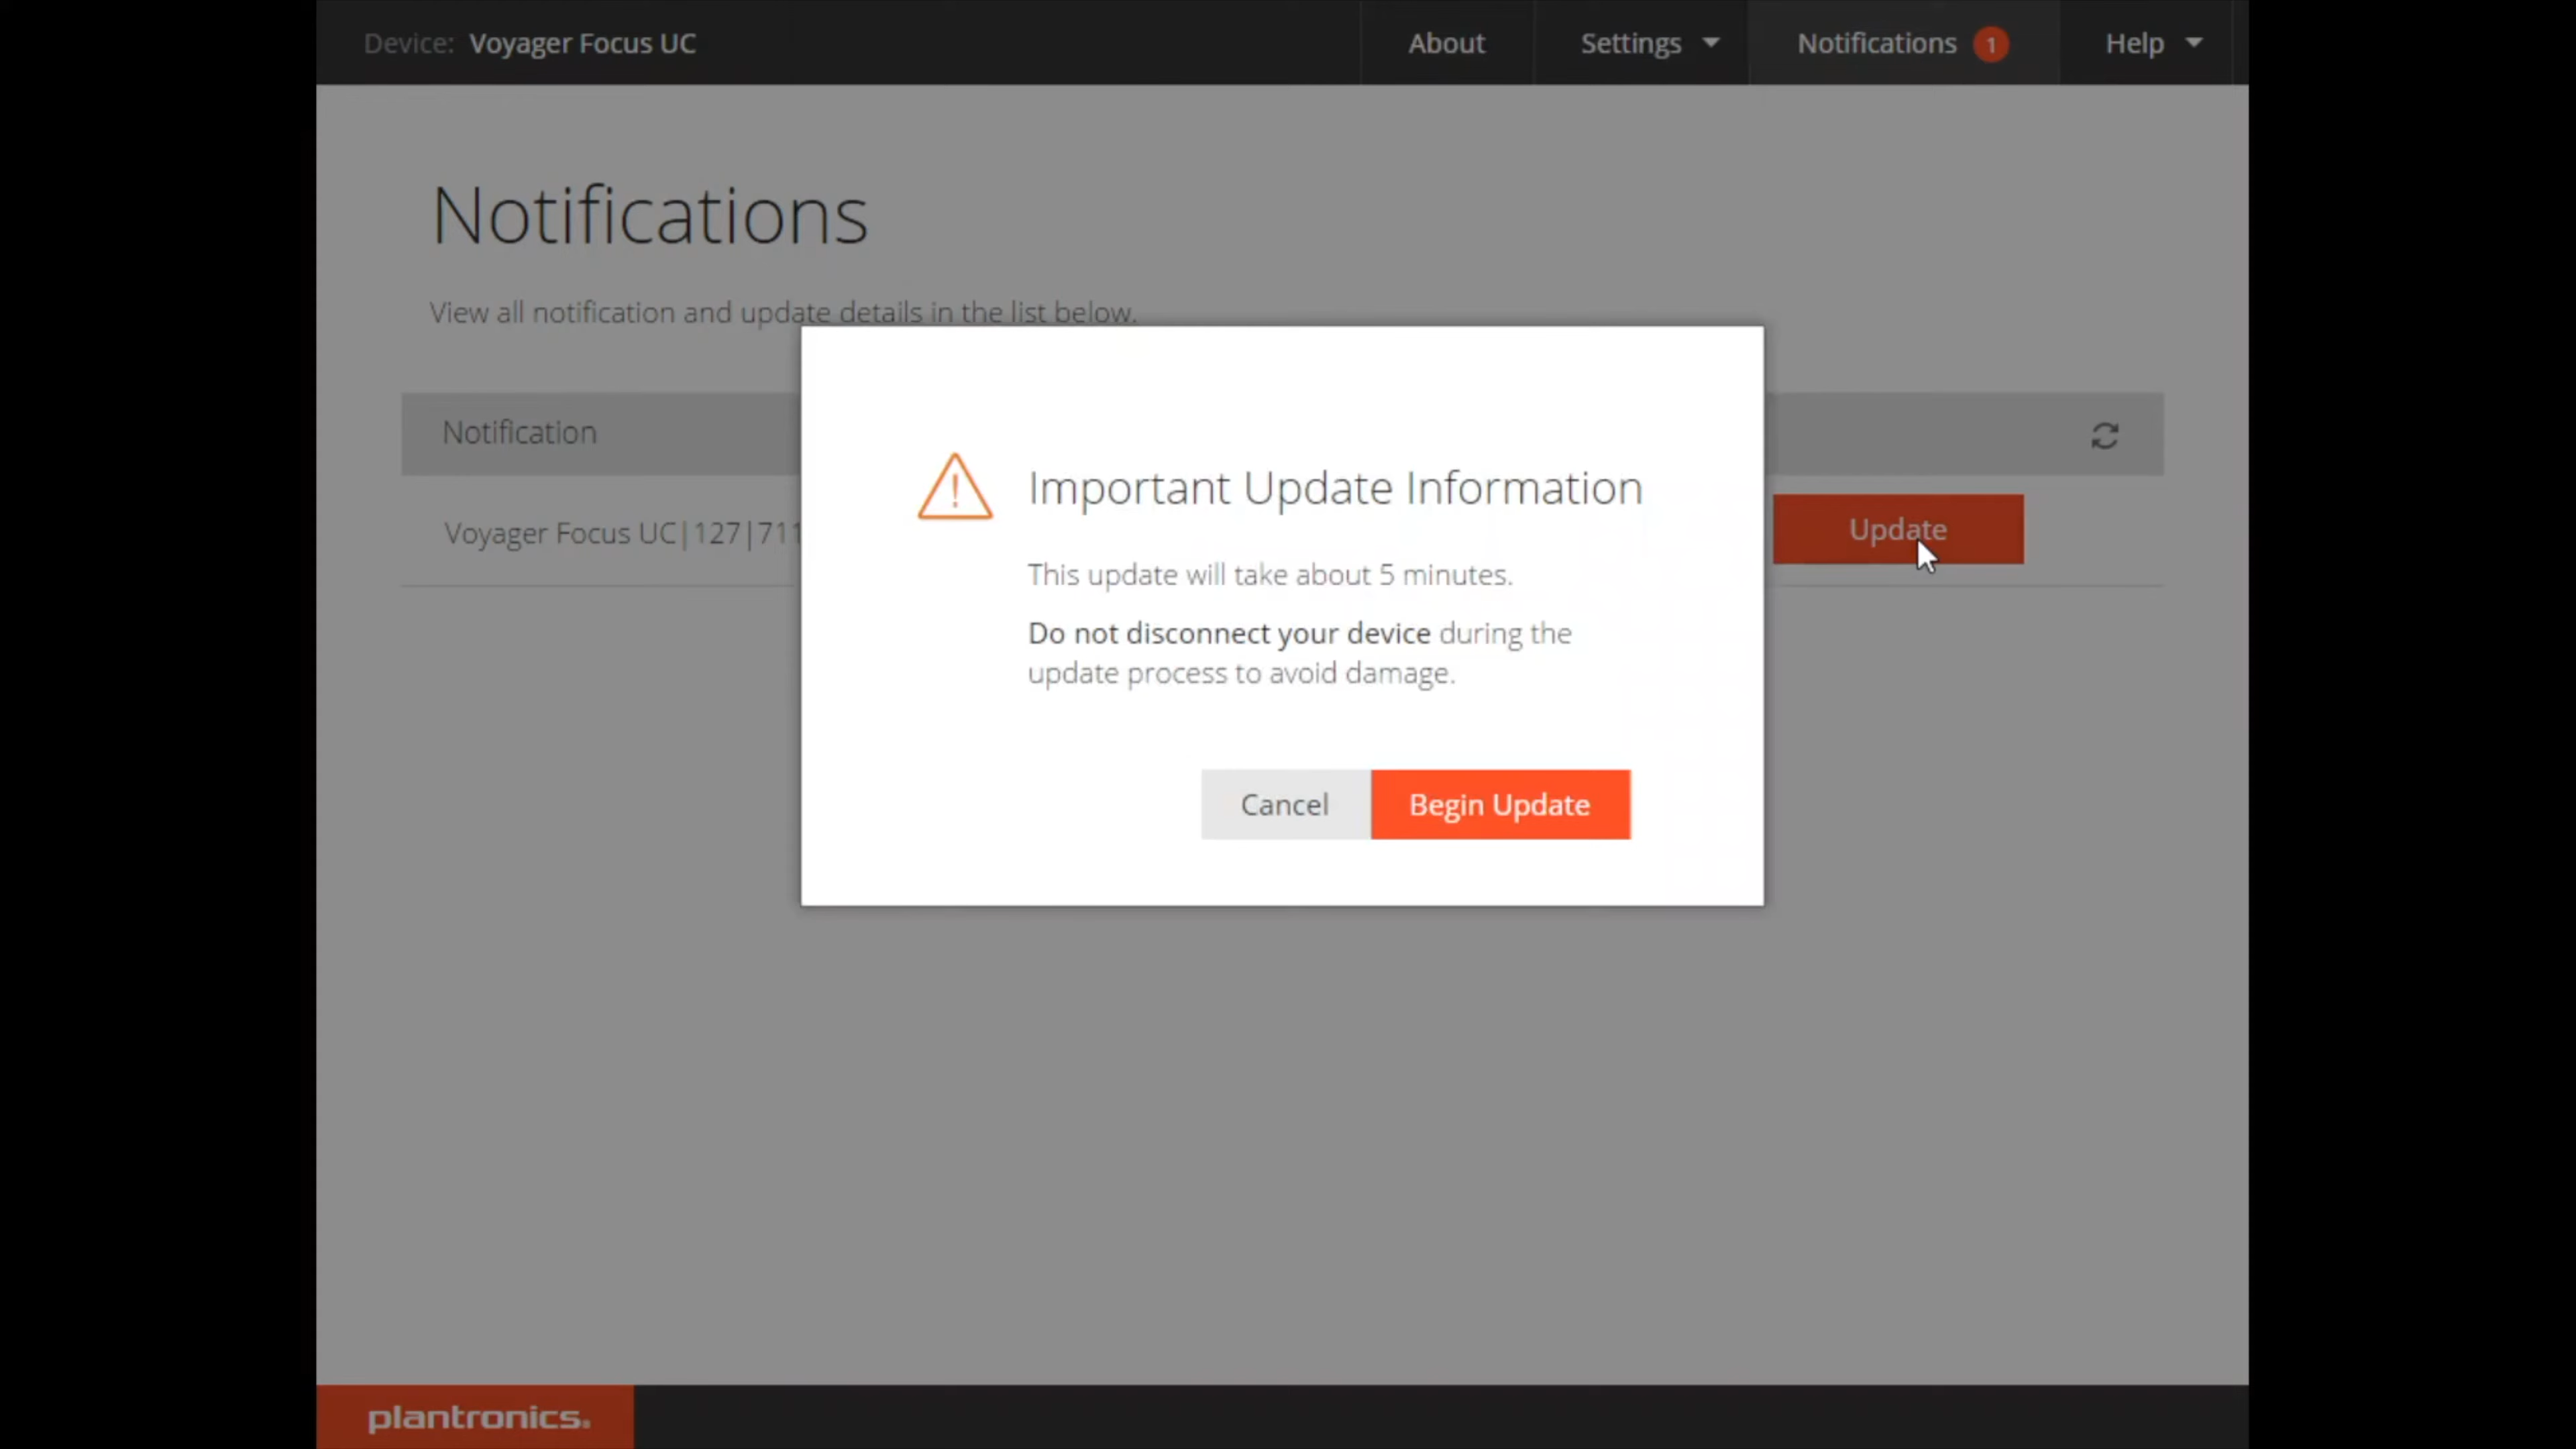 Device: Voyager Focus UC
About
Settings
Notifications 1
Help
Notifications
View all notification and update details in the list below.
Notification
Voyager Focus UC|127|711
Update
Important Update Information
This update will take about 5 minutes.
Do not disconnect your device during the
update process to avoid damage.
Cancel
Begin Update
plantronics.